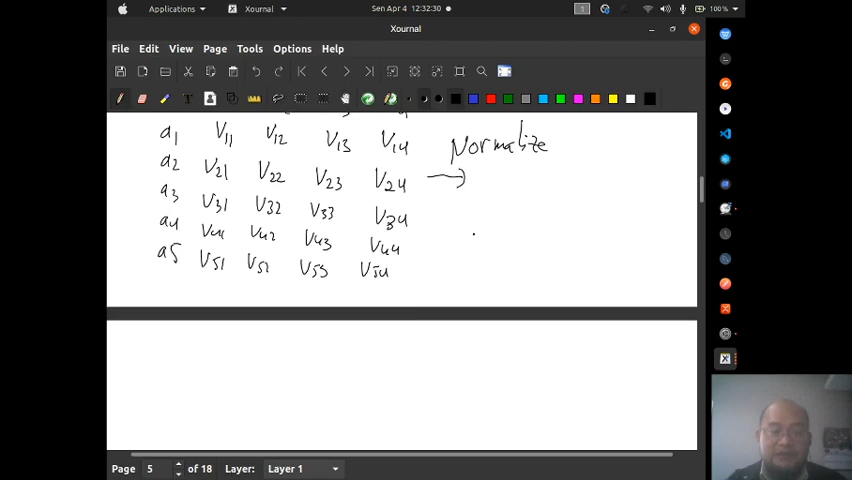 Applications
Xournal
Sen Apr 4 12:32:30
1
100%
Xournal
File Edit View Page Tools Options Help
a1 V11 V12 V13 V14 Normalize
a2 V21 V22 V23 V24 →
a3 V31 V32 V33 V34
a4 V41 V42 V43 V44
a5 V51 V52 V53 V54
Page 5 of 18 Layer: Layer 1